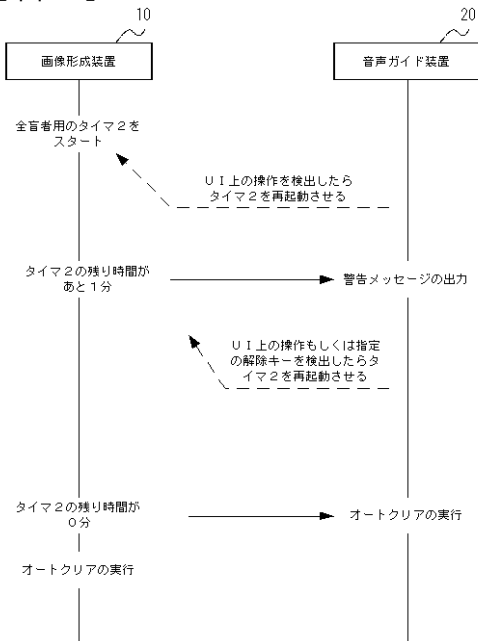 10
20
画像形成装置
音声ガイド装置
全盲者用のタイマ2を
スタート
UI上の操作を検出したら
タイマ2を再起動させる
タイマ2の残り時間が
あと1分
警告メッセージの出力
UI上の操作もしくは指定
の解除キーを検出したらタ
イマ2を再起動させる
タイマ2の残り時間が
0分
オートクリアの実行
オートクリアの実行